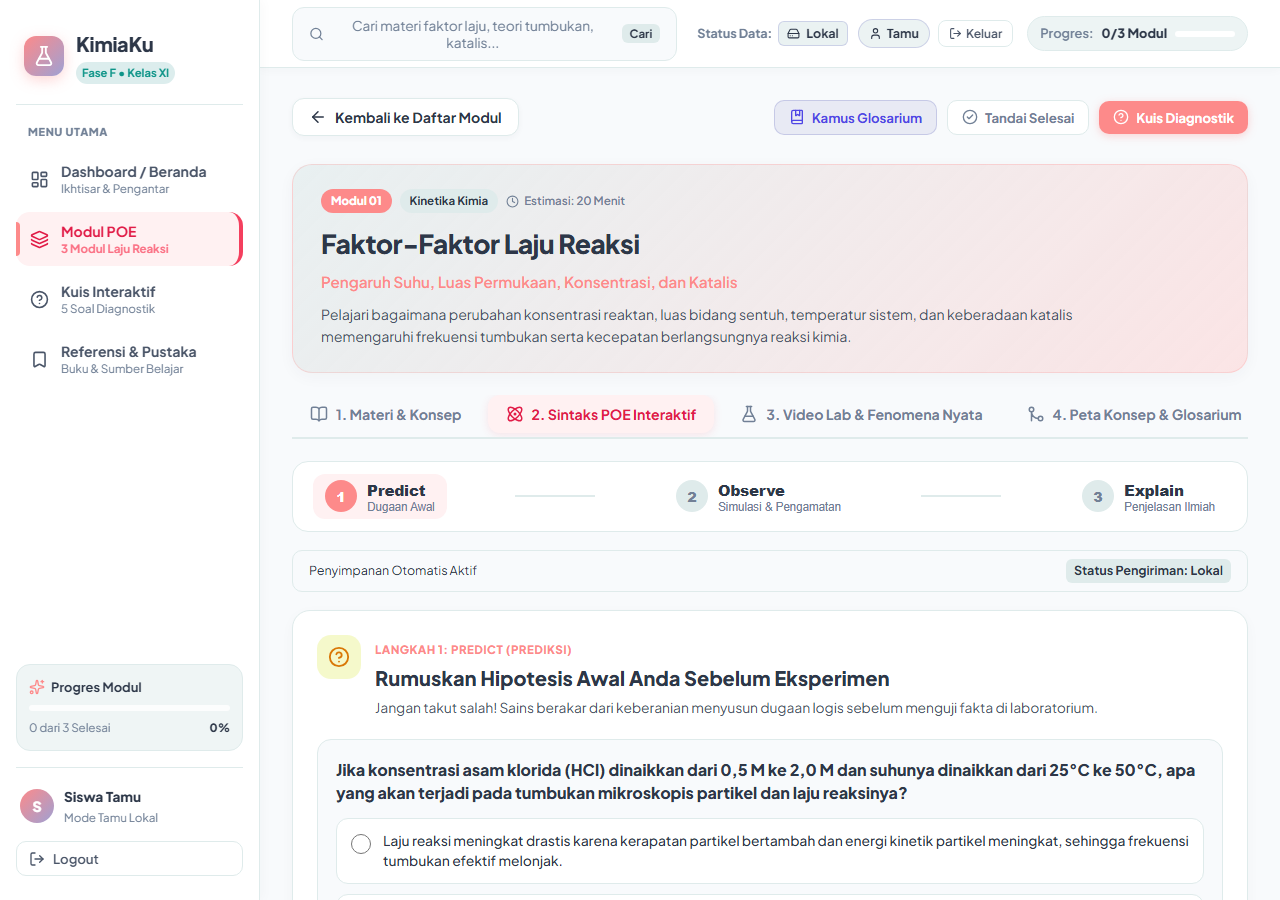 KimiaKu
Fase F • Kelas XI
MENU UTAMA
Dashboard / Beranda
Ikhtisar & Pengantar
Modul POE
3 Modul Laju Reaksi
Kuis Interaktif
5 Soal Diagnostik
Referensi & Pustaka
Buku & Sumber Belajar
Progres Modul
0 dari 3 Selesai 0%
S Siswa Tamu
Mode Tamu Lokal
Logout
Cari materi faktor laju, teori tumbukan,
katalis...
Cari
Status Data: Lokal Tamu Keluar Progres: 0/3 Modul
Kembali ke Daftar Modul Kamus Glosarium Tandai Selesai Kuis Diagnostik
Modul 01 Kinetika Kimia Estimasi: 20 Menit
Faktor-Faktor Laju Reaksi
Pengaruh Suhu, Luas Permukaan, Konsentrasi, dan Katalis
Pelajari bagaimana perubahan konsentrasi reaktan, luas bidang sentuh, temperatur sistem, dan keberadaan katalis
memengaruhi frekuensi tumbukan serta kecepatan berlangsungnya reaksi kimia.
1. Materi & Konsep 2. Sintaks POE Interaktif 3. Video Lab & Fenomena Nyata 4. Peta Konsep & Glosarium
1 Predict
Dugaan Awal
2 Observe
Simulasi & Pengamatan
3 Explain
Penjelasan Ilmiah
Penyimpanan Otomatis Aktif Status Pengiriman: Lokal
LANGKAH 1: PREDICT (PREDIKSI)
Rumuskan Hipotesis Awal Anda Sebelum Eksperimen
Jangan takut salah! Sains berakar dari keberanian menyusun dugaan logis sebelum menguji fakta di laboratorium.
Jika konsentrasi asam klorida (HCl) dinaikkan dari 0,5 M ke 2,0 M dan suhunya dinaikkan dari 25°C ke 50°C, apa
yang akan terjadi pada tumbukan mikroskopis partikel dan laju reaksinya?
Laju reaksi meningkat drastis karena kerapatan partikel bertambah dan energi kinetik partikel meningkat, sehingga frekuensi
tumbukan efektif melonjak.